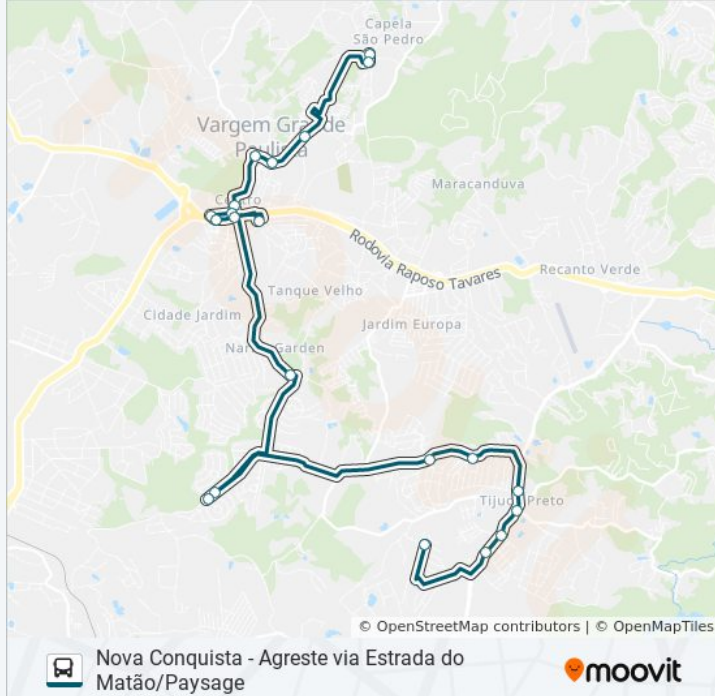 Capela
São Pedro
Vargem Grande
Paulista
Centro
Maracanduva
Rodovia Raposo Tavares
Recanto Verde
Tanque Velho
Cidade Jardim
Jardim Europa
Garden
Tijuco Preto
© OpenStreetMap contributors | © OpenMapTiles
Nova Conquista - Agreste via Estrada do
Matão/Paysage
moovit